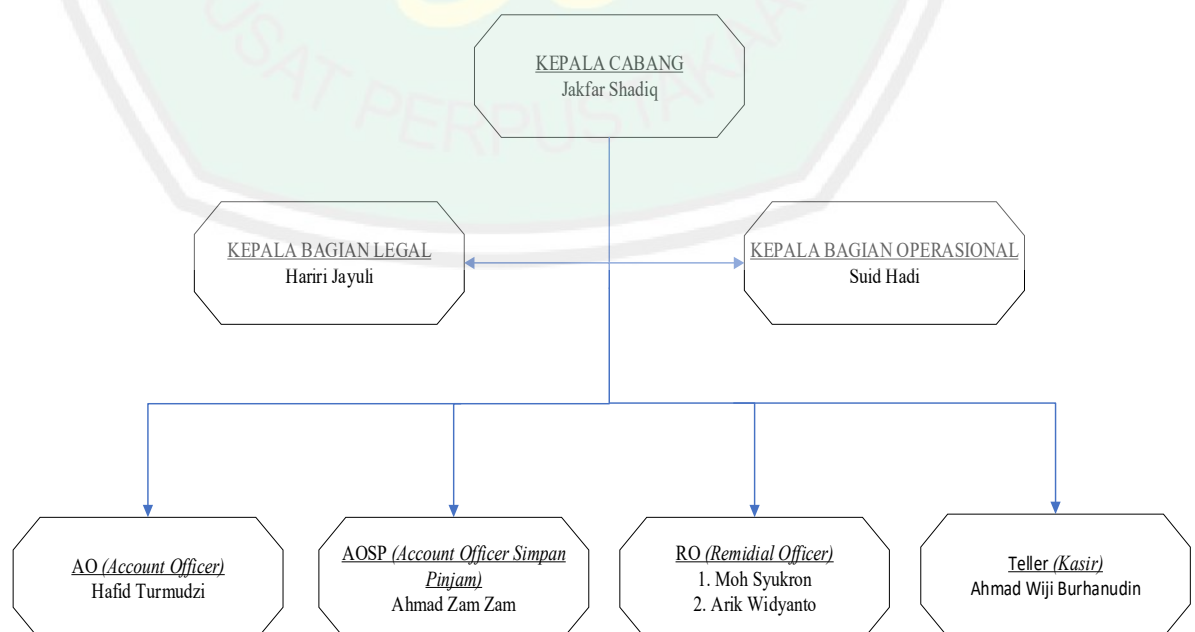 PUSAT PERPUSTAKAA
KEPALA CABANG
Jakfar Shadiq
KEPALA BAGIAN LEGAL
Hariri Jayuli
KEPALA BAGIAN OPERASIONAL
Suid Hadi
AO (Account Officer)
Hafid Turmudzi
AOSP (Account Officer Simpan
Pinjam)
Ahmad Zam Zam
RO (Remidial Officer)
1. Moh Syukron
2. Arik Widyanto
Teller (Kasir)
Ahmad Wiji Burhanudin